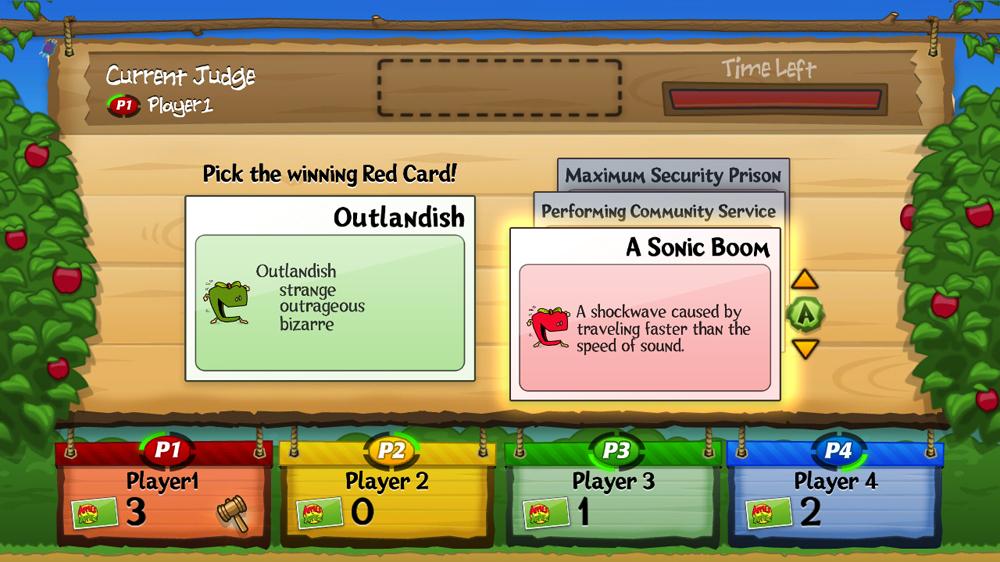 Current Judge
P1 Player1
Time Left
Pick the winning Red Card!
Outlandish
Outlandish
strange
outrageous
bizarre
Maximum Security Prison
Performing Community Service
A Sonic Boom
A shockwave caused by
traveling faster than the
speed of sound.
A
P1
Player1
3
P2
Player 2
0
P3
Player 3
1
P4
Player 4
2